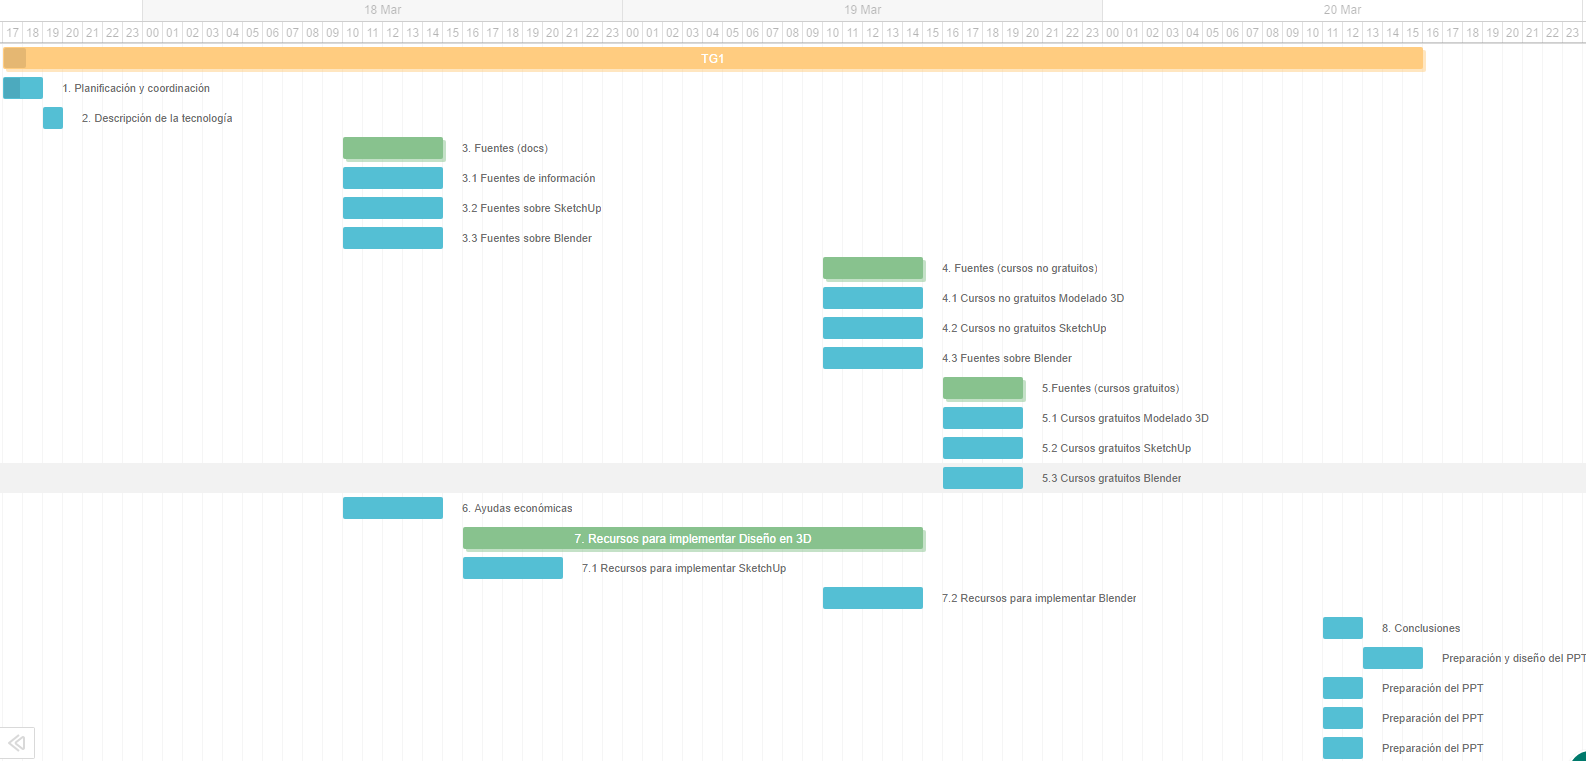 18 Mar 19 Mar 20 Mar
17 18 19 20 21 22 23 00 01 02 03 04 05 06 07 08 09 10 11 12 13 14 15 16 17 18 19 20 21 22 23 00 01 02 03 04 05 06 07 08 09 10 11 12 13 14 15 16 17 18 19 20 21 22 23 00 01 02 03 04 05 06 07 08 09 10 11 12 13 14 15 16 17 18 19 20 21 22 23
TG1
1. Planificación y coordinación
2. Descripción de la tecnología
3. Fuentes (docs)
3.1 Fuentes de información
3.2 Fuentes sobre SketchUp
3.3 Fuentes sobre Blender
4. Fuentes (cursos no gratuitos)
4.1 Cursos no gratuitos Modelado 3D
4.2 Cursos no gratuitos SketchUp
4.3 Fuentes sobre Blender
5.Fuentes (cursos gratuitos)
5.1 Cursos gratuitos Modelado 3D
5.2 Cursos gratuitos SketchUp
5.3 Cursos gratuitos Blender
6. Ayudas económicas
7. Recursos para implementar Diseño en 3D
7.1 Recursos para implementar SketchUp
7.2 Recursos para implementar Blender
8. Conclusiones
Preparación y diseño del PPT
Preparación del PPT
Preparación del PPT
Preparación del PPT